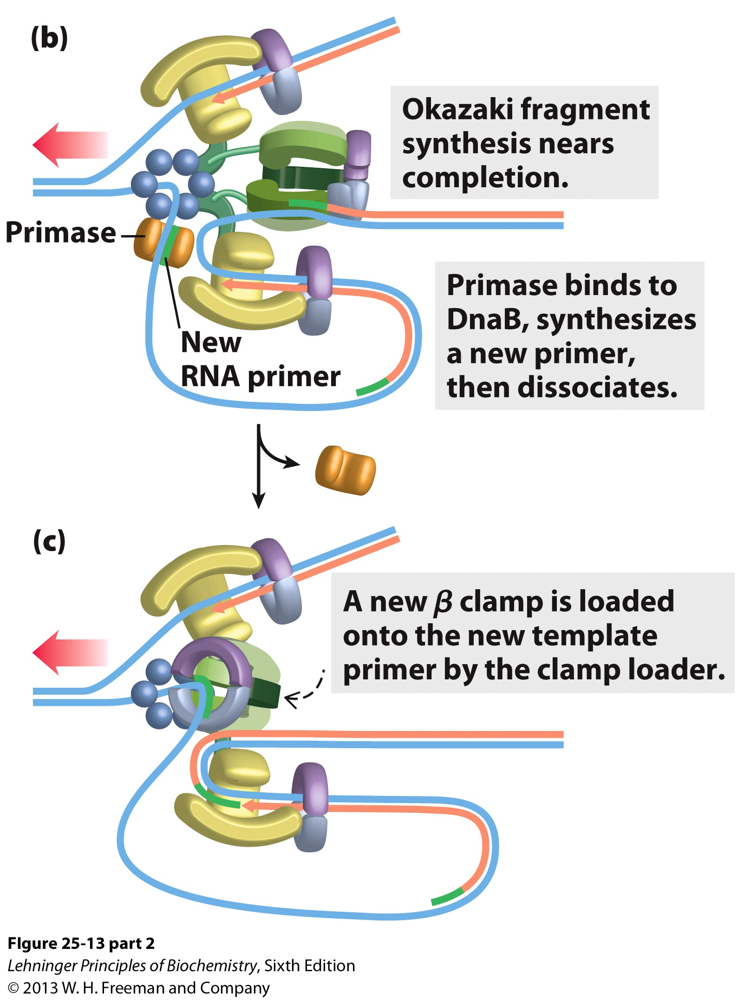 (b)
Okazaki fragment
synthesis nears
completion.
Primase
Primase binds to
DnaB, synthesizes
a new primer,
then dissociates.
New
RNA primer
(c)
A new β clamp is loaded
onto the new template
primer by the clamp loader.
FIgure 25-13 part 2
Lehninger Principles of Biochemistry, Sixth Edition
© 2013 W. H. Freeman and Company